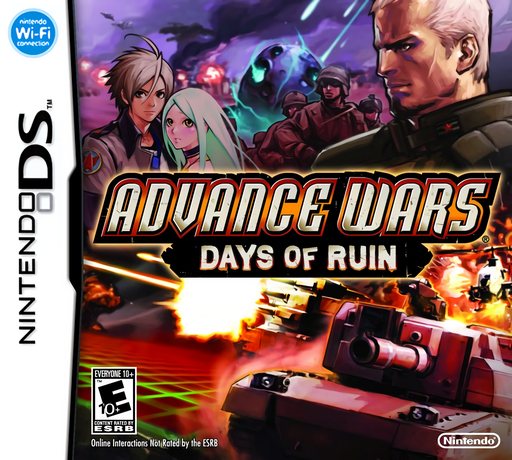 Nintendo
Wi-Fi
connection
NINTENDO DS™
ADVANCE WARS®
DAYS OF RUIN
EVERYONE 10+
™
E
10+
CONTENT RATED BY
ESRB
Online Interactions Not Rated by the ESRB
Nintendo